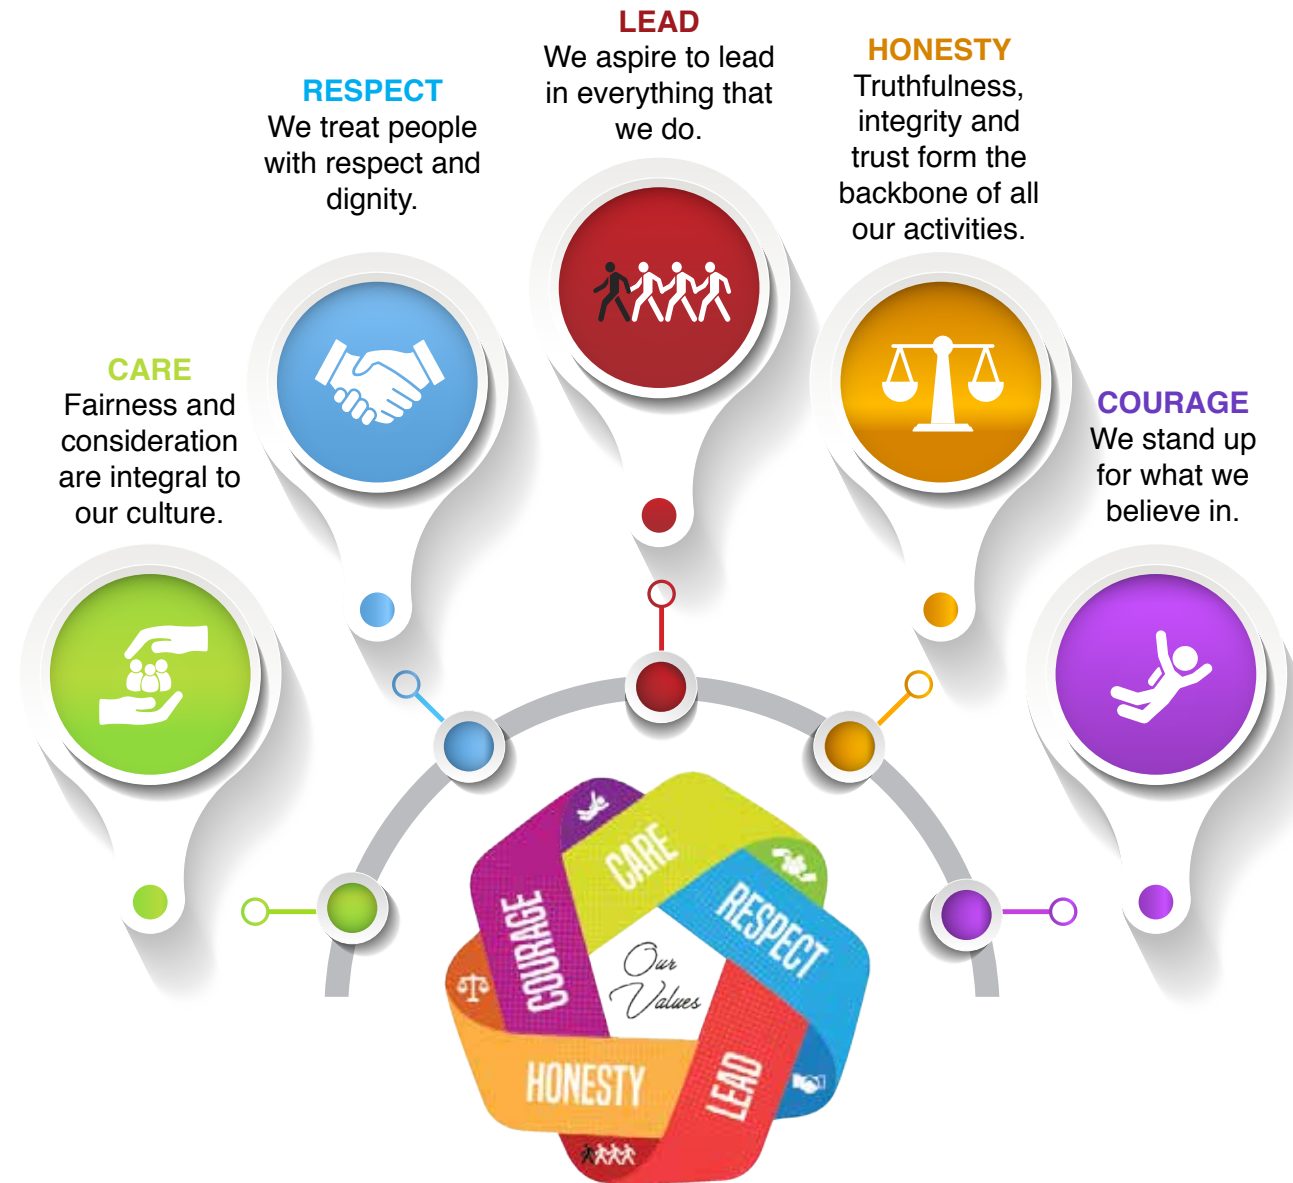 LEAD
We aspire to lead
in everything that
we do.
HONESTY
Truthfulness,
integrity and
trust form the
backbone of all
our activities.
RESPECT
We treat people
with respect and
dignity.
CARE
Fairness and
consideration
are integral to
our culture.
COURAGE
We stand up
for what we
believe in.
CARE
RESPECT
COURAGE
Our
Values
HONESTY
LEAD